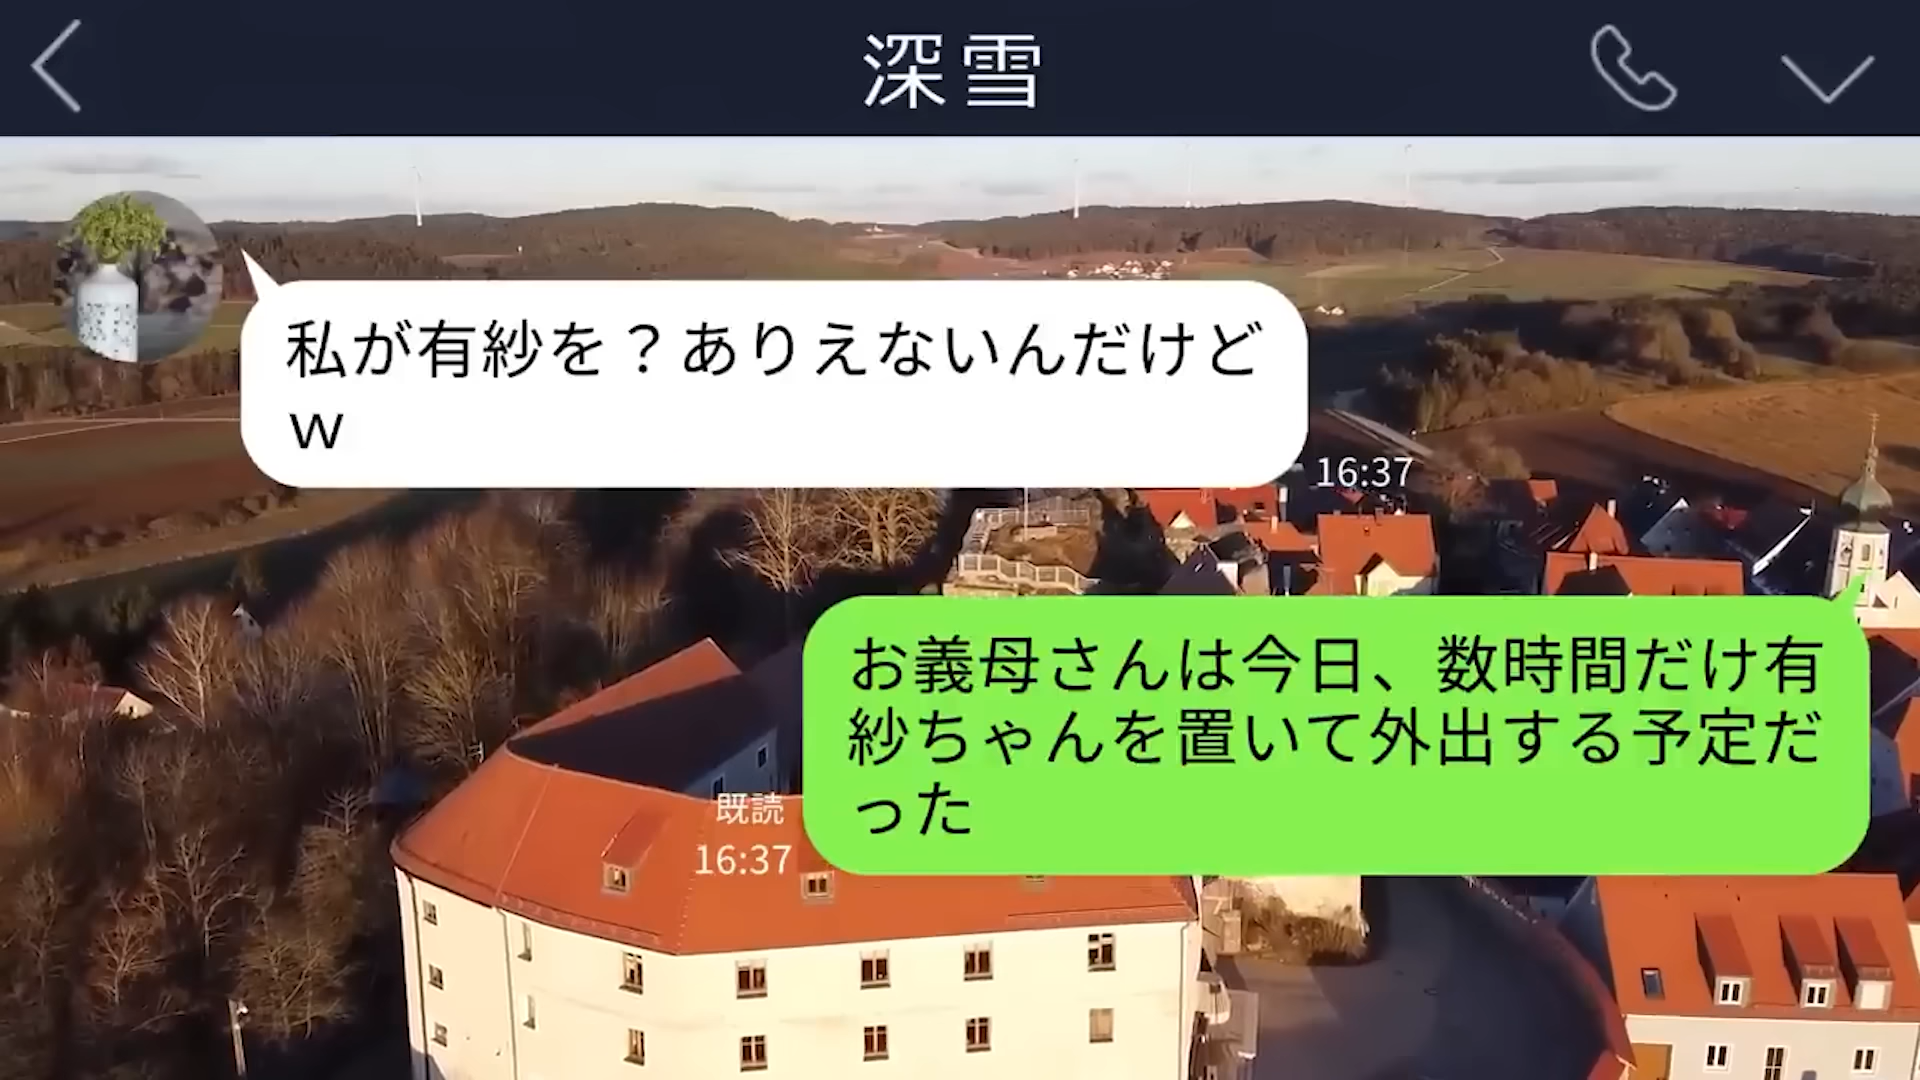 深雪
私が有紗を？ありえないんだけど
w
16:37
お義母さんは今日、数時間だけ有
紗ちゃんを置いて外出する予定だ
った
既読
16:37